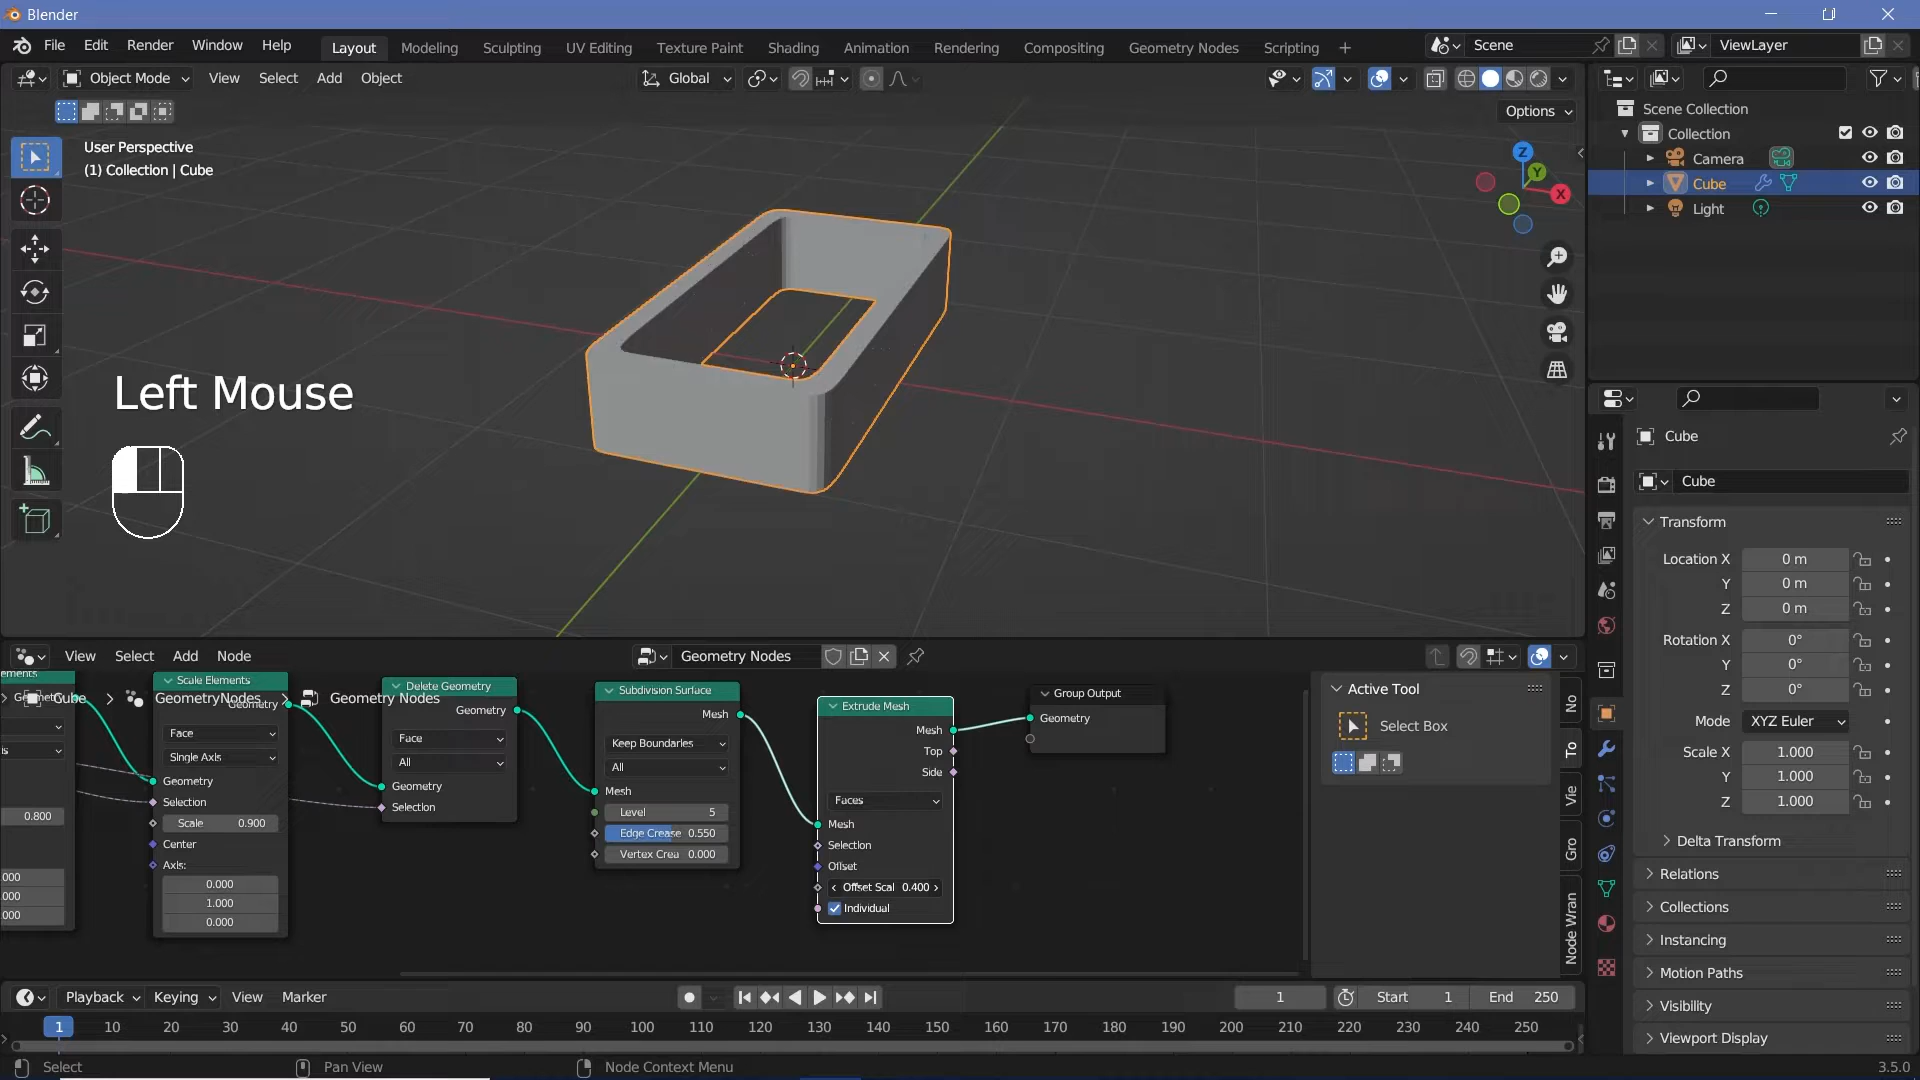 Blender
File Edit Render Window Help
Layout Modeling Sculpting UV Editing Texture Paint Shading Animation Rendering Compositing Geometry Nodes Scripting +
Scene
ViewLayer
Object Mode View Select Add Object
Global
Options
User Perspective
(1) Collection | Cube
Z
Y
X
Left Mouse
Scene Collection
Collection
Camera
Cube
Light
Cube
Cube
Transform
Location X 0 m
Y 0 m
Z 0 m
Rotation X 0°
Y 0°
Z 0°
Mode XYZ Euler
Scale X 1.000
Y 1.000
Z 1.000
Delta Transform
Relations
Collections
Instancing
Motion Paths
Visibility
Viewport Display
View Select Add Node
Geometry Nodes
Cube > GeometryNodes > Geometry Nodes
0.800
Scale Elements
Geometry
Face
Single Axis
Geometry
Selection
Scale 0.900
Center
Axis:
0.000
1.000
0.000
Delete Geometry
Geometry
Face
All
Geometry
Selection
Subdivision Surface
Mesh
Keep Boundaries
All
Mesh
Level 5
Edge Crease 0.550
Vertex Crea 0.000
Extrude Mesh
Mesh
Top
Side
Faces
Mesh
Selection
Offset
Offset Scal 0.400
Individual
Group Output
Geometry
Active Tool
Select Box
No
To
Vie
Gro
Node Wran
Playback Keying View Marker
1
Start 1
End 250
1 10 20 30 40 50 60 70 80 90 100 110 120 130 140 150 160 170 180 190 200 210 220 230 240 250
Select
Pan View
Node Context Menu
3.5.0